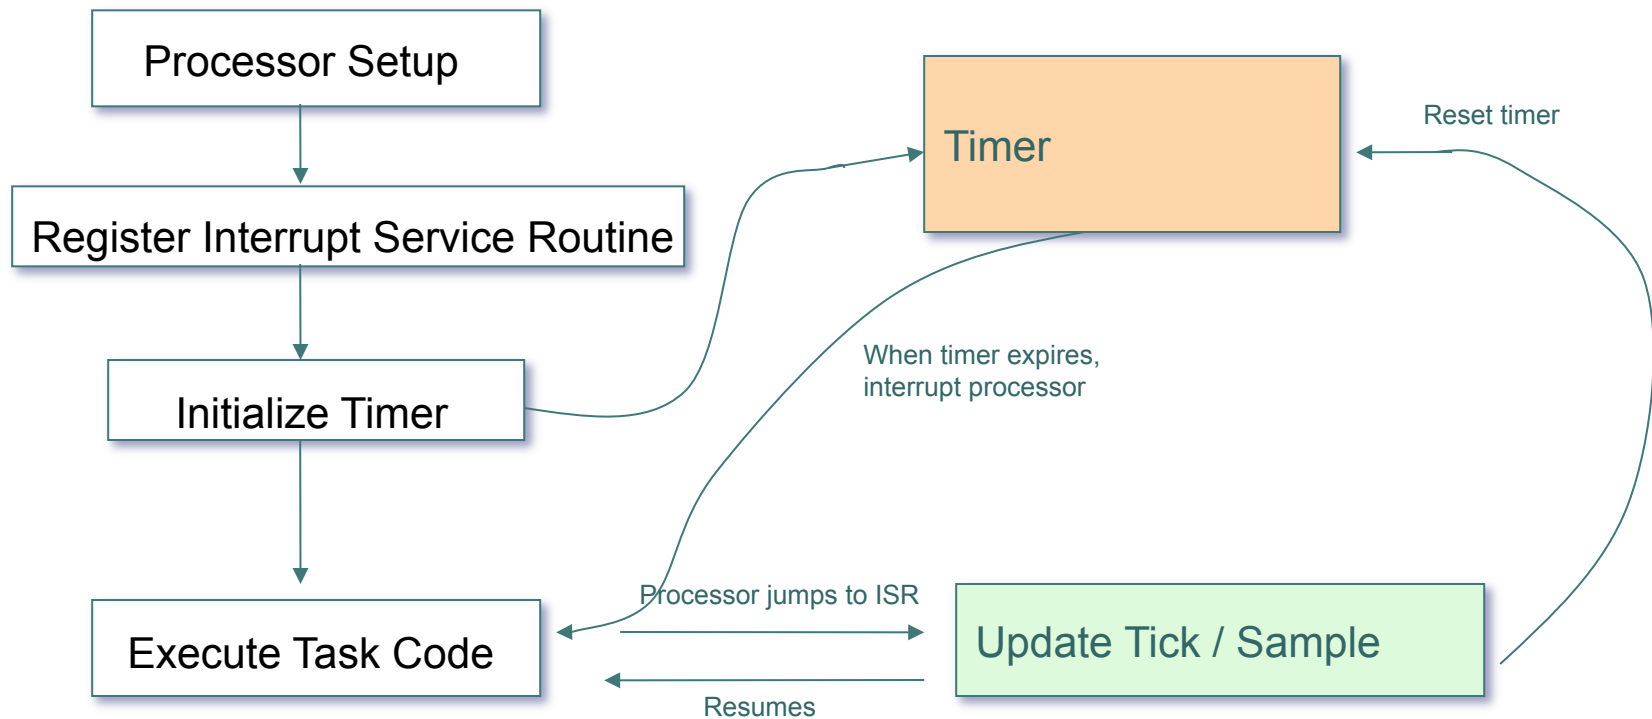 Processor Setup
Register Interrupt Service Routine
Initialize Timer
Execute Task Code
Timer
Reset timer
When timer expires,
interrupt processor
Processor jumps to ISR
Update Tick / Sample
Resumes